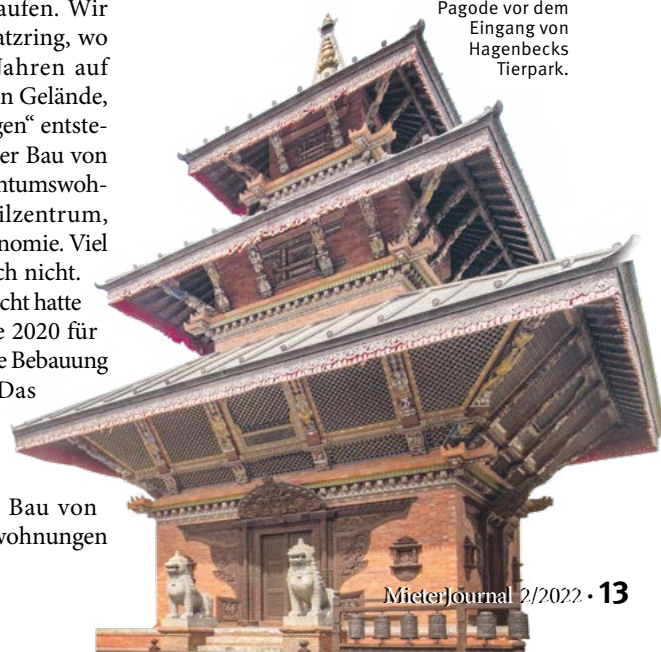 aufen. Wir
atzring, wo
Jahren auf
n Gelände,
gen“ entste-
er Bau von
ntumswoh-
ilzentrum,
nomie. Viel
ch nicht.
cht hatte
e 2020 für
e Bebauung
Das
Bau von
wohnungen
Pagode vor dem
Eingang von
Hagenbecks
Tierpark.
MieterJournal 2/2022 • 13